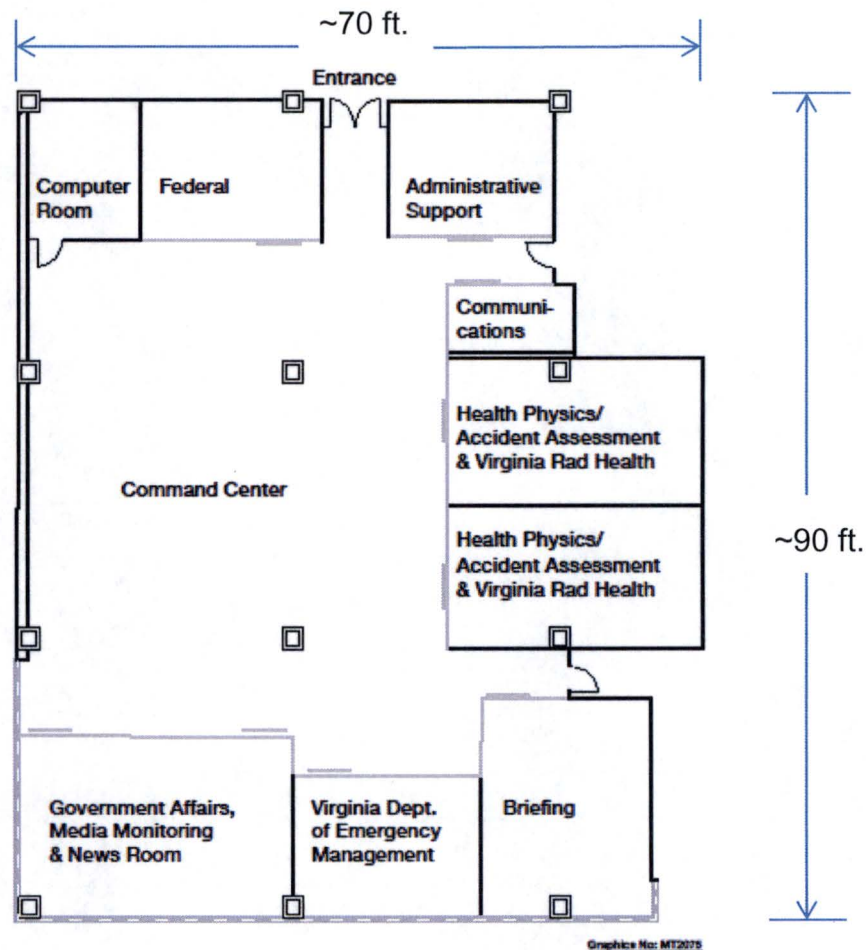 ~70 ft.
Entrance
Computer
Room
Federal
Administrative
Support
Communi-
cations
Health Physics/
Accident Assessment
& Virginia Rad Health
Command Center
Health Physics/
Accident Assessment
& Virginia Rad Health
~90 ft.
Government Affairs,
Media Monitoring
& News Room
Virginia Dept.
of Emergency
Management
Briefing
Graphics No: MT2075